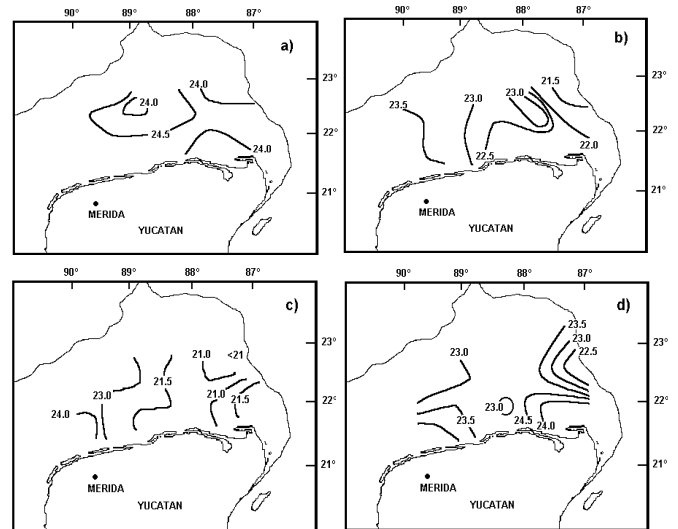 90° 89° 88° 87°
a)
23°
24.0
24.0
22°
24.5
24.0
21°
MERIDA
YUCATAN
90° 89° 88° 87°
b)
23°
21.5
23.5 23.0 23.0
22°
22.0
22.5
21°
MERIDA
YUCATAN
90° 89° 88° 87°
c)
23°
21.0 <21
21.5
22°
23.0 21.0 21.5
24.0
21°
MERIDA
YUCATAN
90° 89° 88° 87°
d)
23.5
23.0
23°
23.0 22.5
22°
23.0
23.5 24.5 24.0
21°
MERIDA
YUCATAN